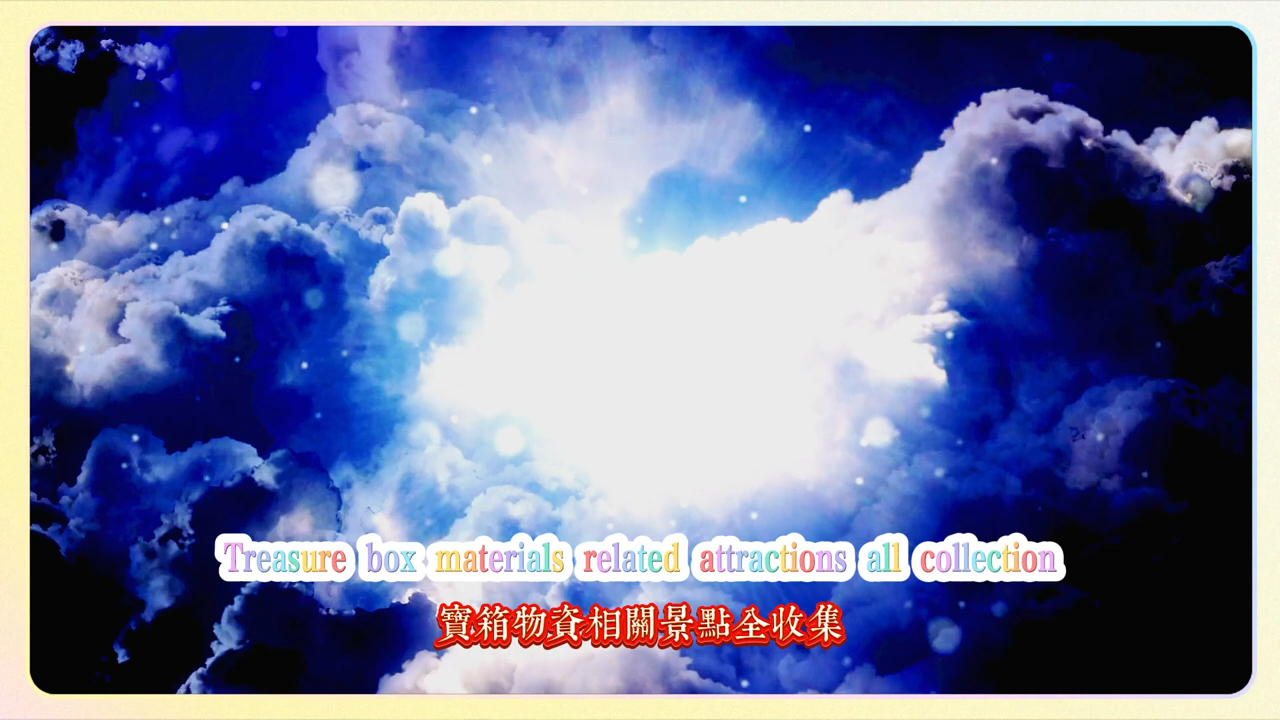 Treasure box materials related attractions all collection
寶箱物資相關景點全收集